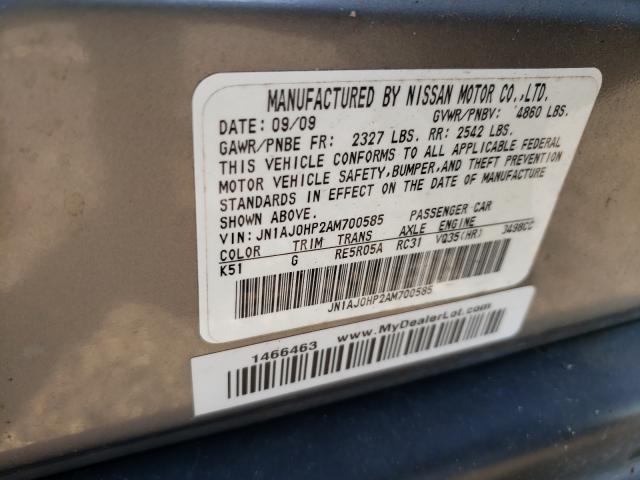 MANUFACTURED BY NISSAN MOTOR CO.,LTD.
DATE: 09/09 GVWR/PNBV: 4860 LBS.
GAWR/PNBE FR: 2327 LBS. RR: 2542 LBS.
THIS VEHICLE CONFORMS TO ALL APPLICABLE FEDERAL
MOTOR VEHICLE SAFETY, BUMPER, AND THEFT PREVENTION
STANDARDS IN EFFECT ON THE DATE OF MANUFACTURE
SHOWN ABOVE.
VIN: JN1AJ0HP2AM700585 PASSENGER CAR
COLOR TRIM TRANS AXLE ENGINE
K51 G RE5R05A RC31 VQ35(HR) 3498CC
JN1AJ0HP2AM700585
1466463 www.MyDealerLot.com